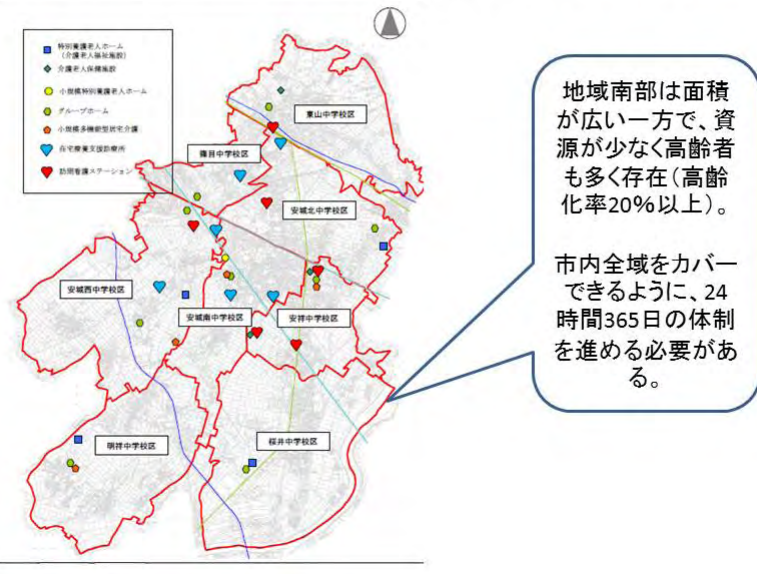 特別養護老人ホーム
（介護老人福祉施設）
介護老人保健施設
小規模特別養護老人ホーム
グループホーム
小規模多機能型居宅介護
在宅療養支援診療所
訪問看護ステーション
東山中学校区
篠目中学校区
安城北中学校区
安城西中学校区
安城南中学校区
安祥中学校区
明祥中学校区
桜井中学校区
地域南部は面積
が広い一方で、資
源が少なく高齢者
も多く存在（高齢
化率20％以上）。
市内全域をカバー
できるように、24
時間365日の体制
を進める必要があ
る。